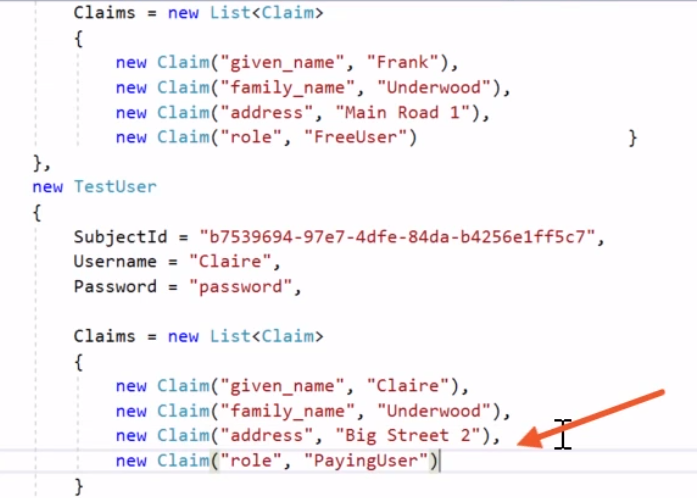 Claims = new List<Claim>
{
new Claim("given_name", "Frank"),
new Claim("family_name", "Underwood"),
new Claim("address", "Main Road 1"),
new Claim("role", "FreeUser") }
},
new TestUser
{
SubjectId = "b7539694-97e7-4dfe-84da-b4256e1ff5c7",
Username = "Claire",
Password = "password",
Claims = new List<Claim>
{
new Claim("given_name", "Claire"),
new Claim("family_name", "Underwood"),
new Claim("address", "Big Street 2"),
new Claim("role", "PayingUser")
}